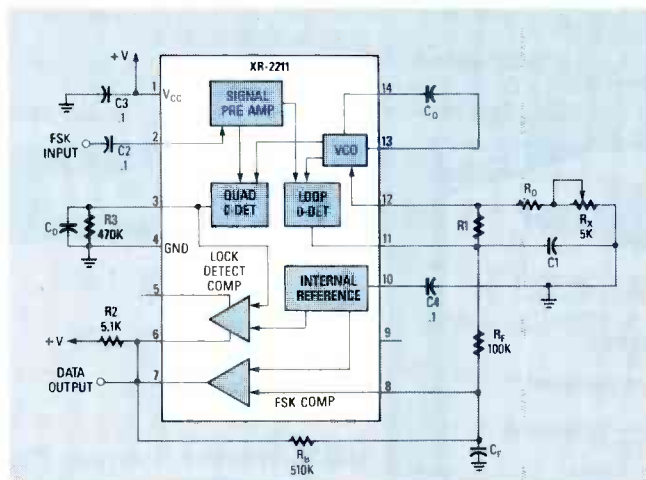 XR-2211
+V
C3
.1
1
VCC
FSK
INPUT
C2
.1
2
SIGNAL
PRE AMP
14
CO
13
VCO
3
QUAD
Φ-DET
LOOP
Φ-DET
12
RO
RX
5K
R1
CD
R3
470K
4
GND
11
C1
LOCK
DETECT
COMP
INTERNAL
REFERENCE
10
C4
.1
5
R2
5.1K
+V
6
9
RF
100K
DATA
OUTPUT
7
FSK COMP
8
RB
510K
CF